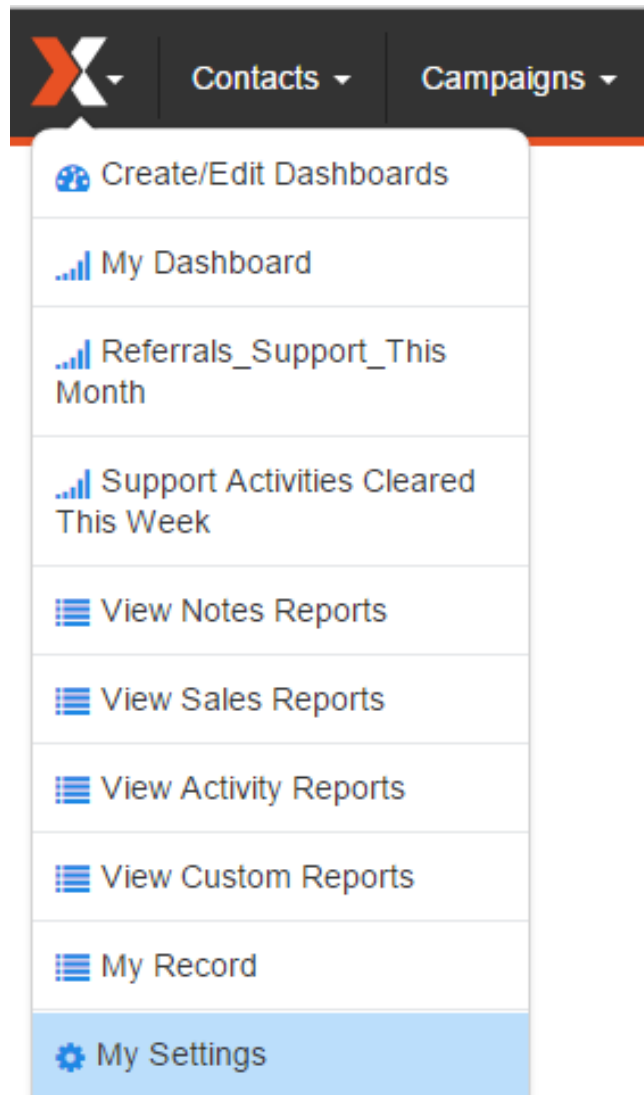 Contacts
Campaigns
Create/Edit Dashboards
My Dashboard
Referrals_Support_This
Month
Support Activities Cleared
This Week
View Notes Reports
View Sales Reports
View Activity Reports
View Custom Reports
My Record
My Settings